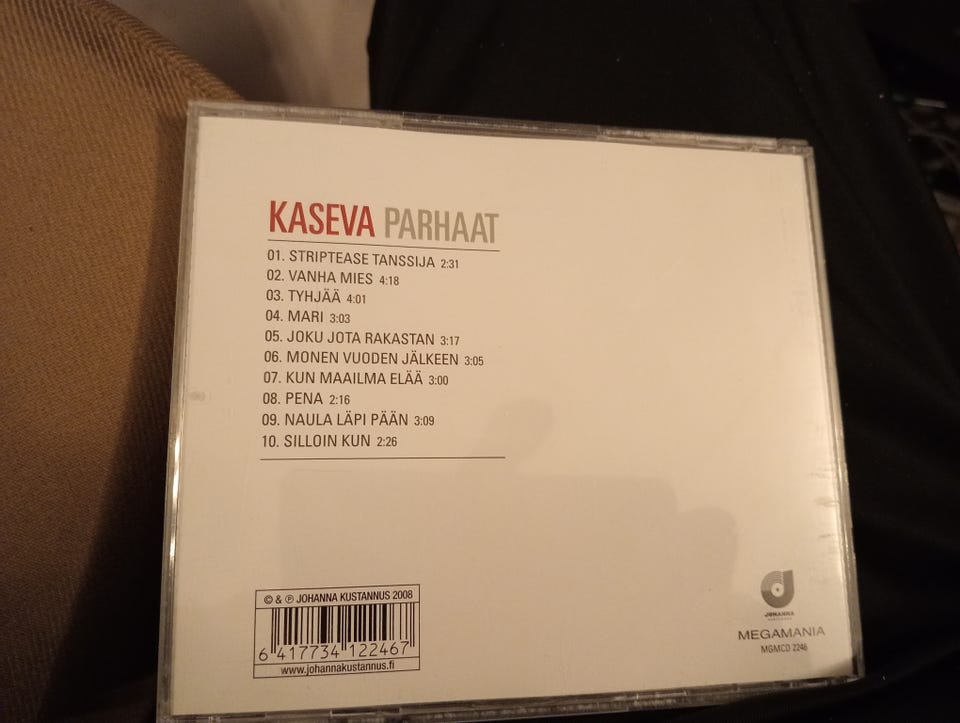 KASEVA PARHAAT
01. STRIPTEASE TANSSIJA 2:31
02. VANHA MIES 4:18
03. TYHJÄÄ 4:01
04. MARI 3:03
05. JOKU JOTA RAKASTAN 3:17
06. MONEN VUODEN JÄLKEEN 3:05
07. KUN MAAILMA ELÄÄ 3:00
08. PENA 2:16
09. NAULA LÄPI PÄÄN 3:09
10. SILLOIN KUN 2:26
© & ℗ JOHANNA KUSTANNUS 2008
6 417734 122467
www.johannakustannus.fi
JOHANNA
KUSTANNUS
MEGAMANIA
MGMCD 2246